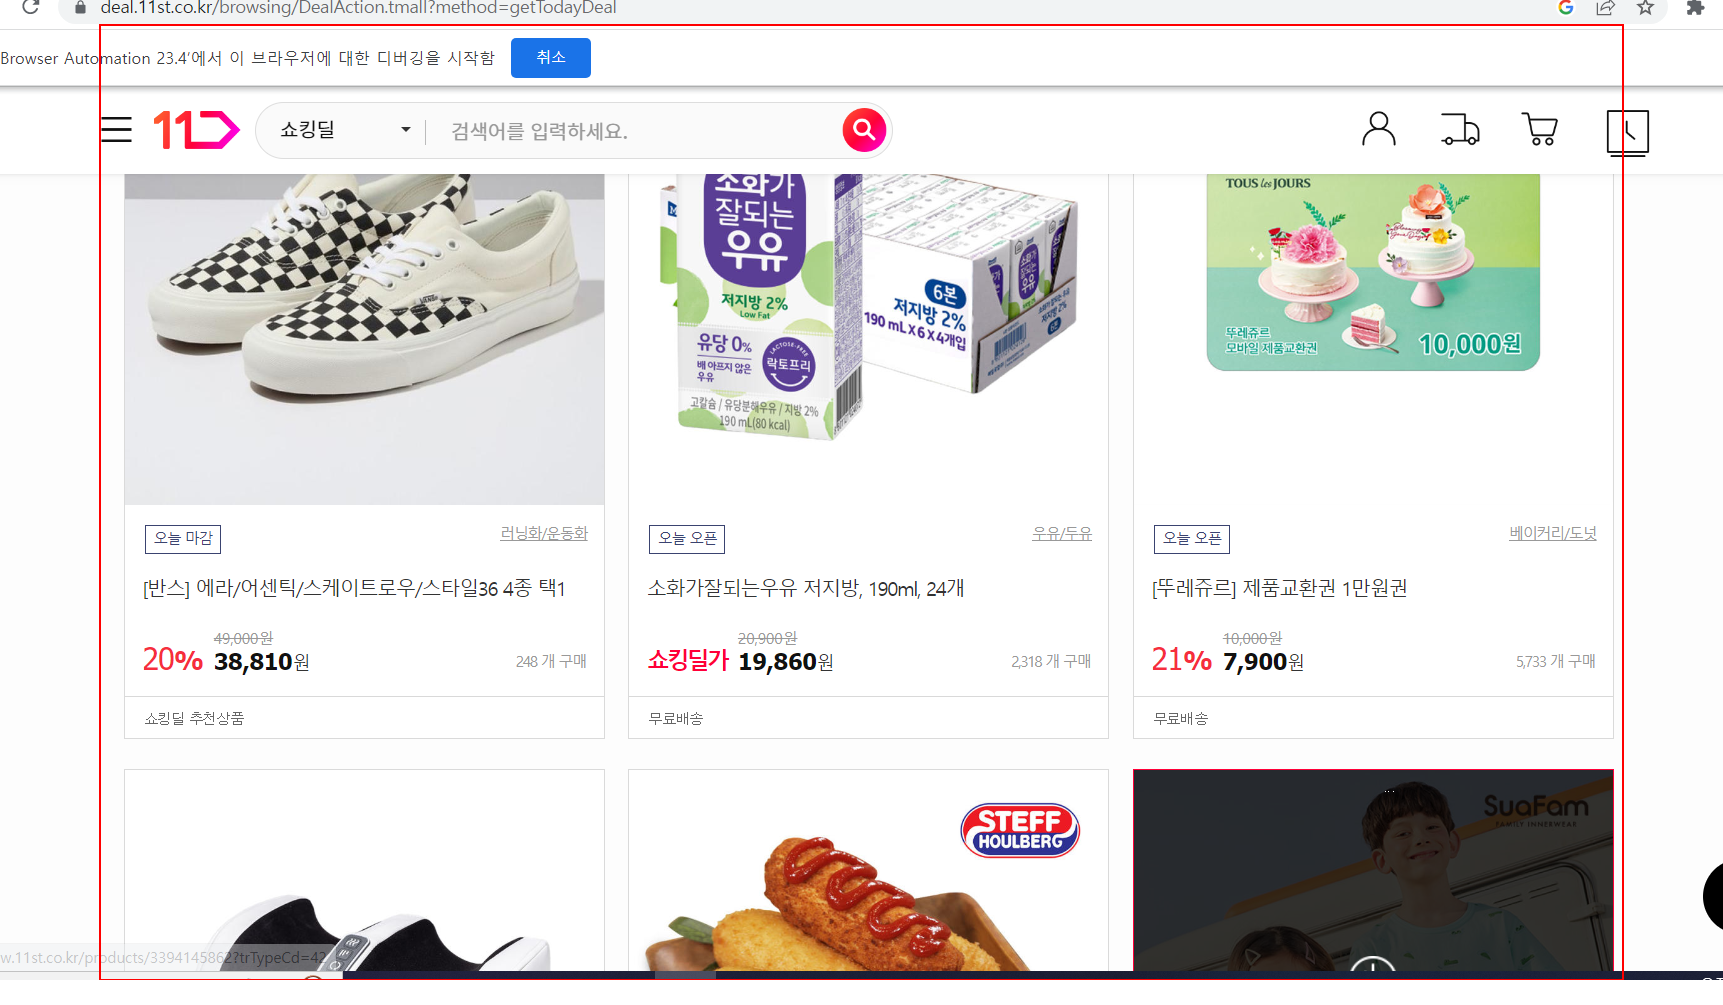 deal.11st.co.kr/browsing/DealAction.tmall?method=getTodayDeal
Browser Automation 23.4'에서 이 브라우저에 대한 디버깅을 시작함
취소
11
쇼킹딜
검색어를 입력하세요.
VANS
소화가
잘되는
우유
저지방 2%
Low Fat
유당 0%
배 아프지 않은
우유
LACTOSE-FREE
락토프리
고칼슘 / 유당분해우유 / 지방 2%
190 mL(80 kcal)
6본
저지방 2%
190 mL X 6 X 4개입
TOUS les JOURS
뚜레쥬르
모바일 제품교환권
10,000원
오늘 마감
러닝화/운동화
[반스] 에라/어센틱/스케이트로우/스타일36 4종 택1
20%
49,000원
38,810원
248 개 구매
쇼킹딜 추천상품
오늘 오픈
우유/두유
소화가잘되는우유 저지방, 190ml, 24개
쇼킹딜가
20,900원
19,860원
2,318 개 구매
무료배송
오늘 오픈
베이커리/도넛
[뚜레쥬르] 제품교환권 1만원권
21%
10,000원
7,900원
5,733 개 구매
무료배송
STEFF
HOULBERG
...
SuaFam
FAMILY INNERWEAR
w.11st.co.kr/products/3394145862?trTypeCd=42